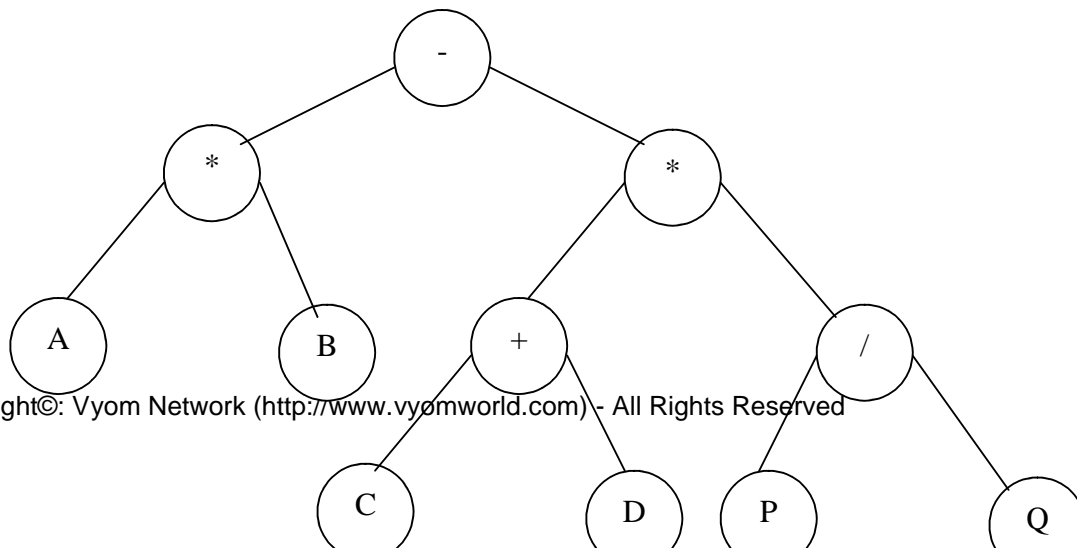 -
* *
A B + /
ght©: Vyom Network (http://www.vyomworld.com) - All Rights Reserved
C D P Q